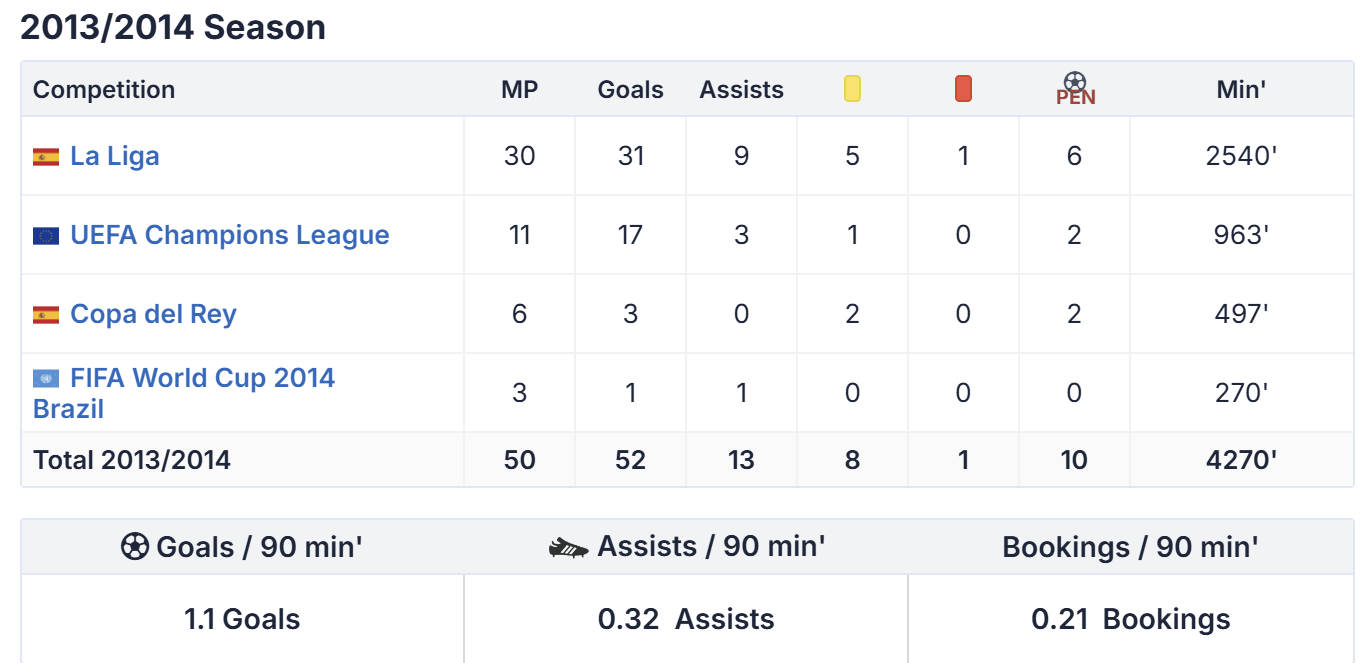 2013/2014 Season
Competition MP Goals Assists PEN Min'
La Liga 30 31 9 5 1 6 2540'
UEFA Champions League 11 17 3 1 0 2 963'
Copa del Rey 6 3 0 2 0 2 497'
FIFA World Cup 2014
Brazil 3 1 1 0 0 0 270'
Total 2013/2014 50 52 13 8 1 10 4270'
Goals / 90 min' Assists / 90 min' Bookings / 90 min'
1.1 Goals 0.32 Assists 0.21 Bookings